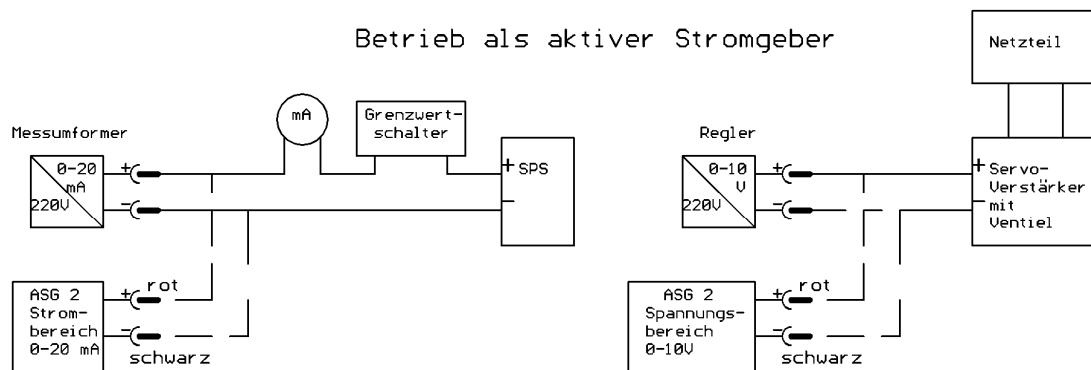 Betrieb als aktiver Stromgeber
Messumformer
0-20
mA
220V
+
-
mA
Grenzwert-
schalter
+
SPS
-
ASG 2
Strom-
bereich
0-20 mA
+
rot
-
schwarz
Netzteil
Regler
0-10
V
220V
+
-
+
Servo-
Verstärker
-
mit
Ventiel
ASG 2
Spannungs-
bereich
0-10V
+
rot
-
schwarz